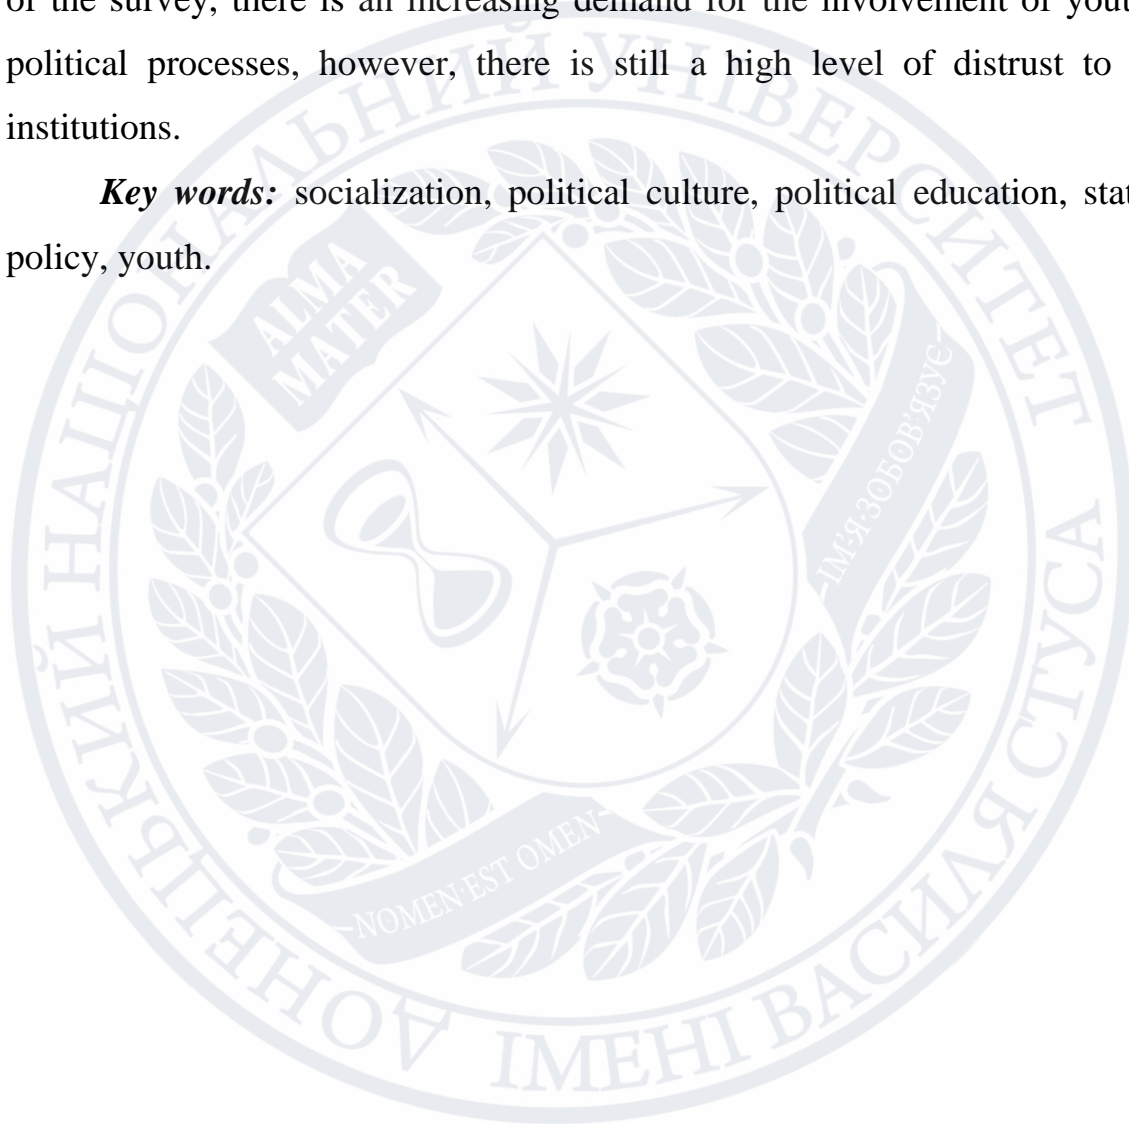 of the survey, there is an increasing demand for the involvement of
political processes, however, there is still a high level of distrust to
institutions.
Key words: socialization, political culture, political education,
policy, youth.
ДОНЕЦЬКИЙ НАЦІОНАЛЬНИЙ УНІВЕРСИТЕТ ІМЕНІ ВАСИЛЯ СТУСА
ALMA
MATER
ІМ'Я·ЗОБОВ'ЯЗУЄ
NOMEN·EST OMEN